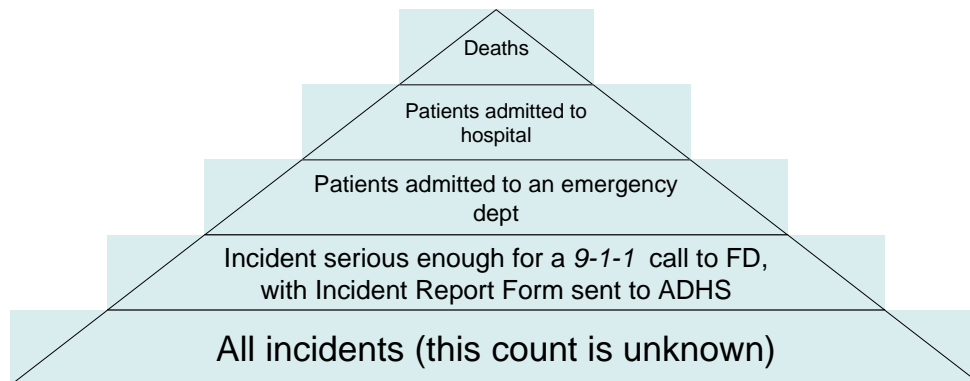 Deaths
Patients admitted to
hospital
Patients admitted to an emergency
dept
Incident serious enough for a 9-1-1 call to FD,
with Incident Report Form sent to ADHS
All incidents (this count is unknown)